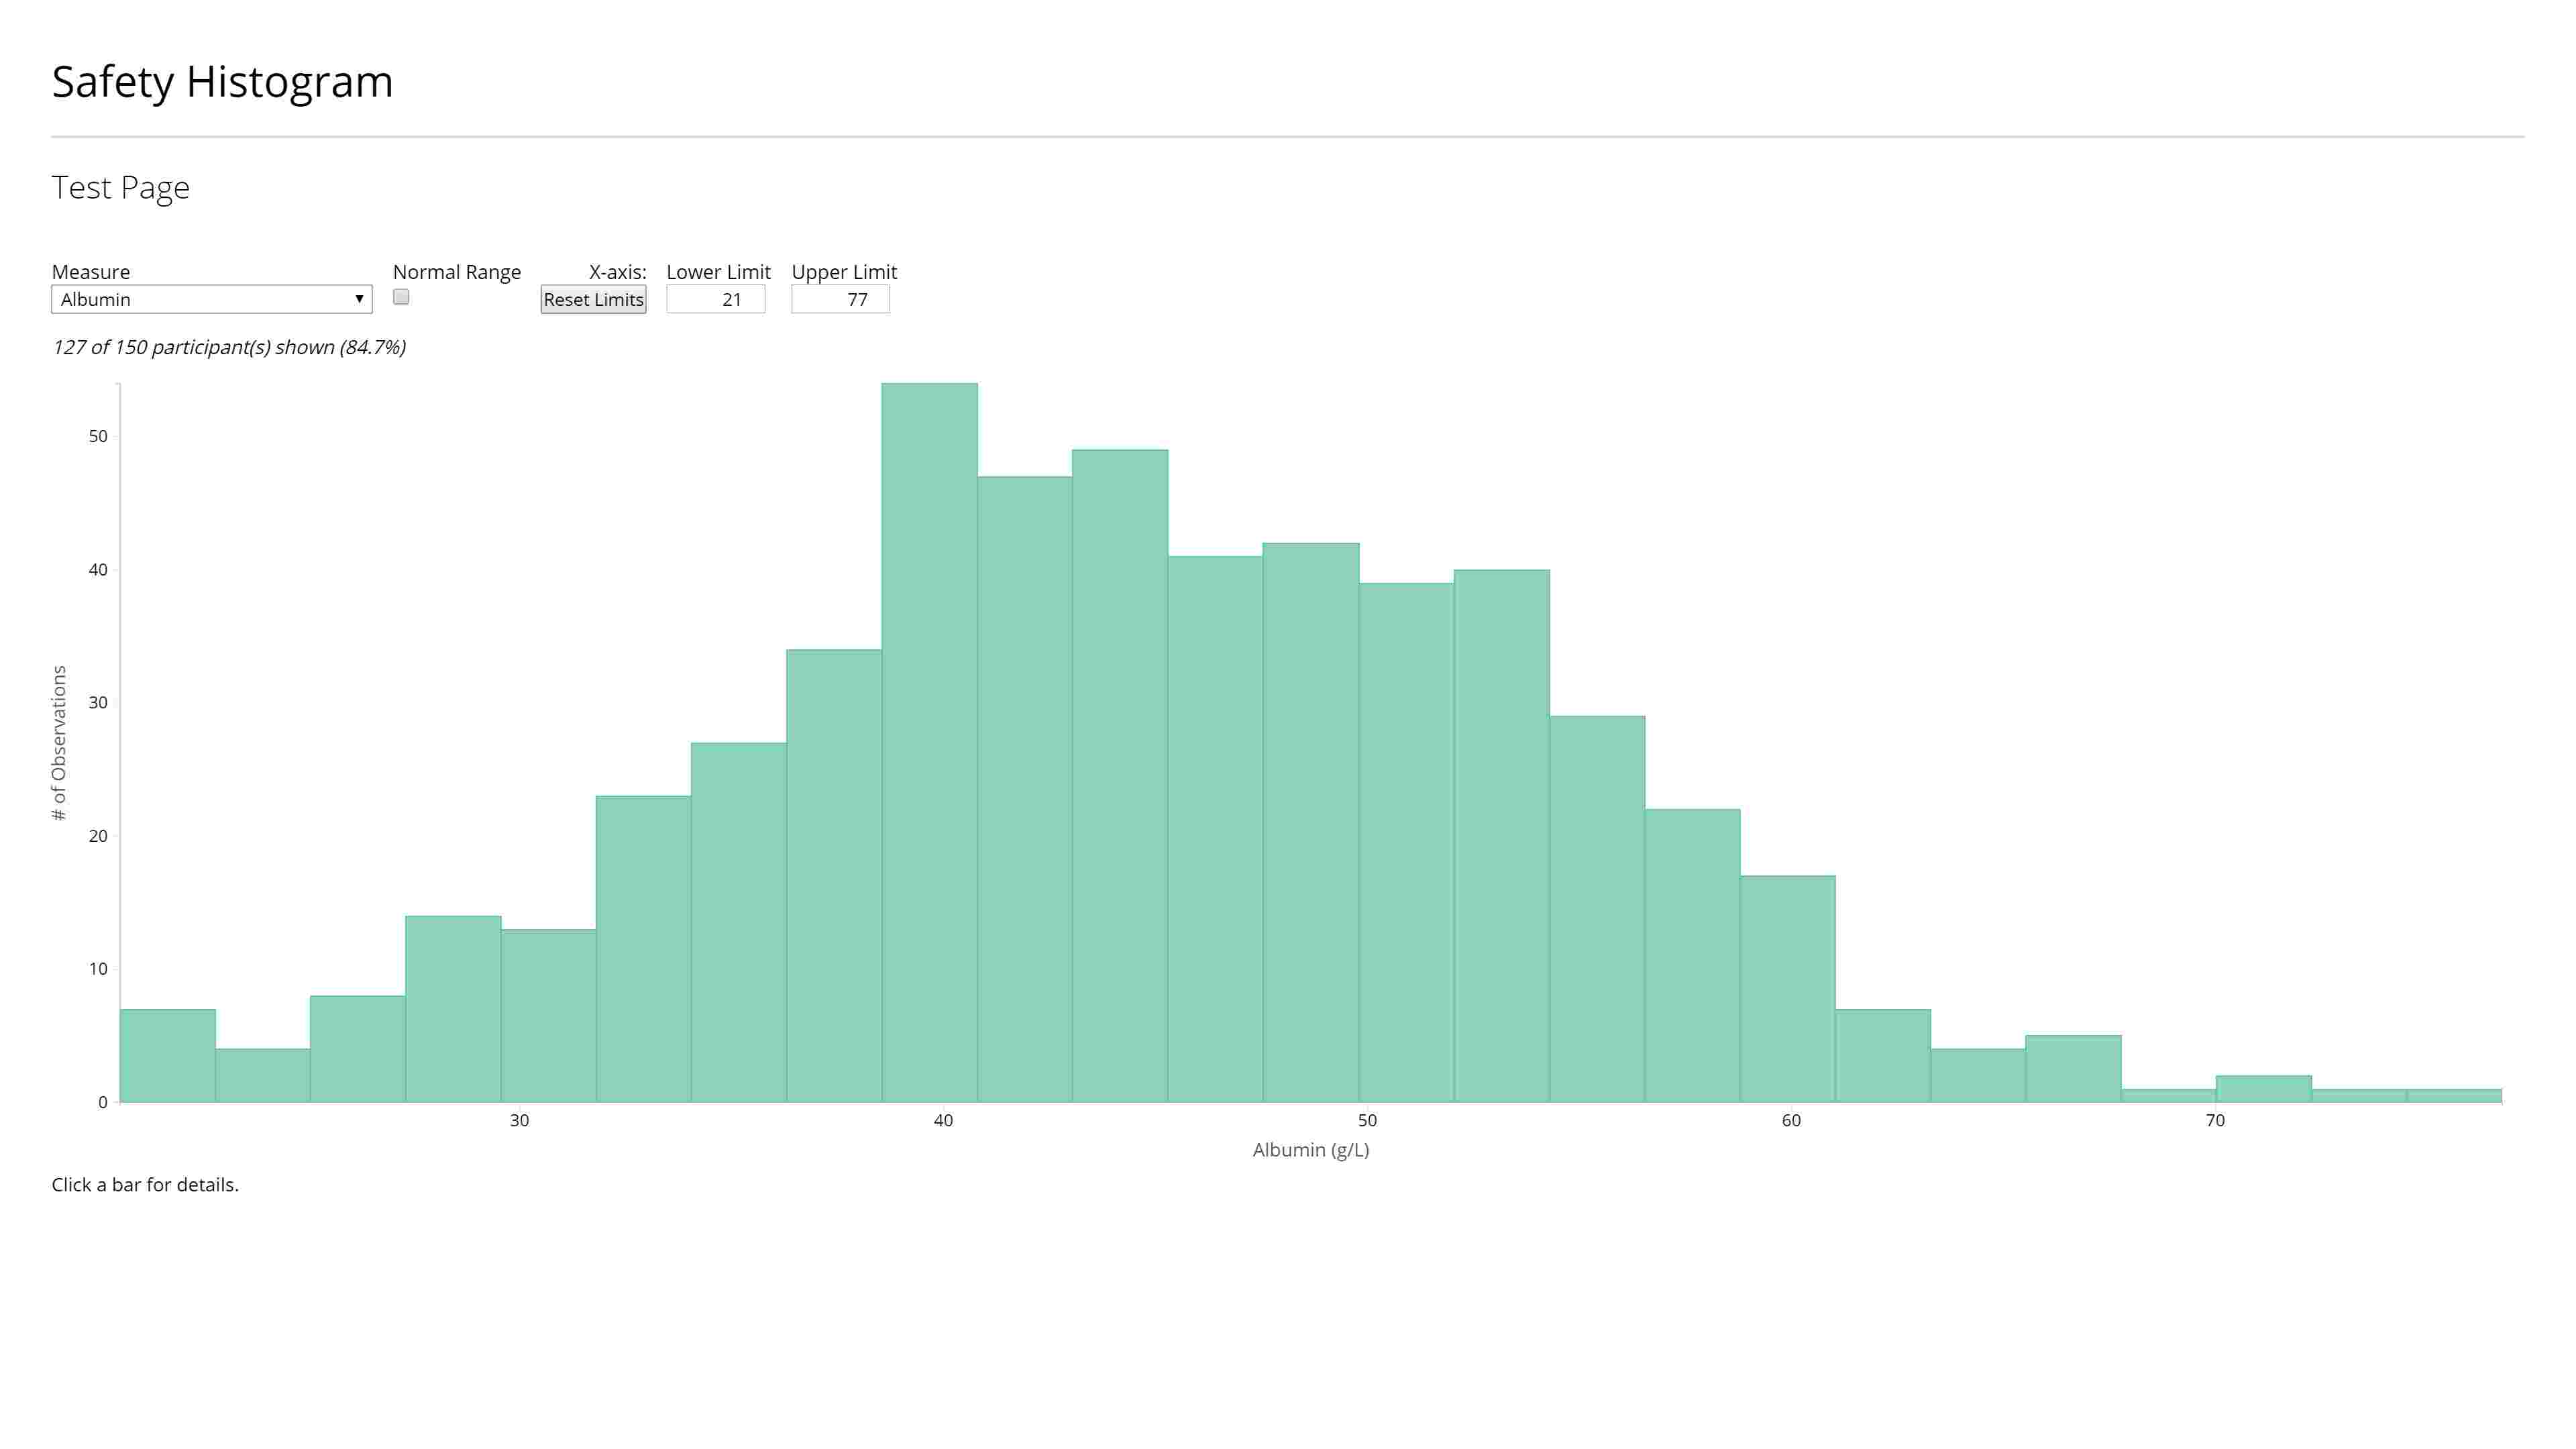 Safety Histogram
Test Page
Measure
Normal Range
X-axis:
Lower Limit
Upper Limit
Albumin
Reset Limits
21
77
127 of 150 participant(s) shown (84.7%)
# of Observations
50
40
30
20
10
0
30
40
50
60
70
Albumin (g/L)
Click a bar for details.